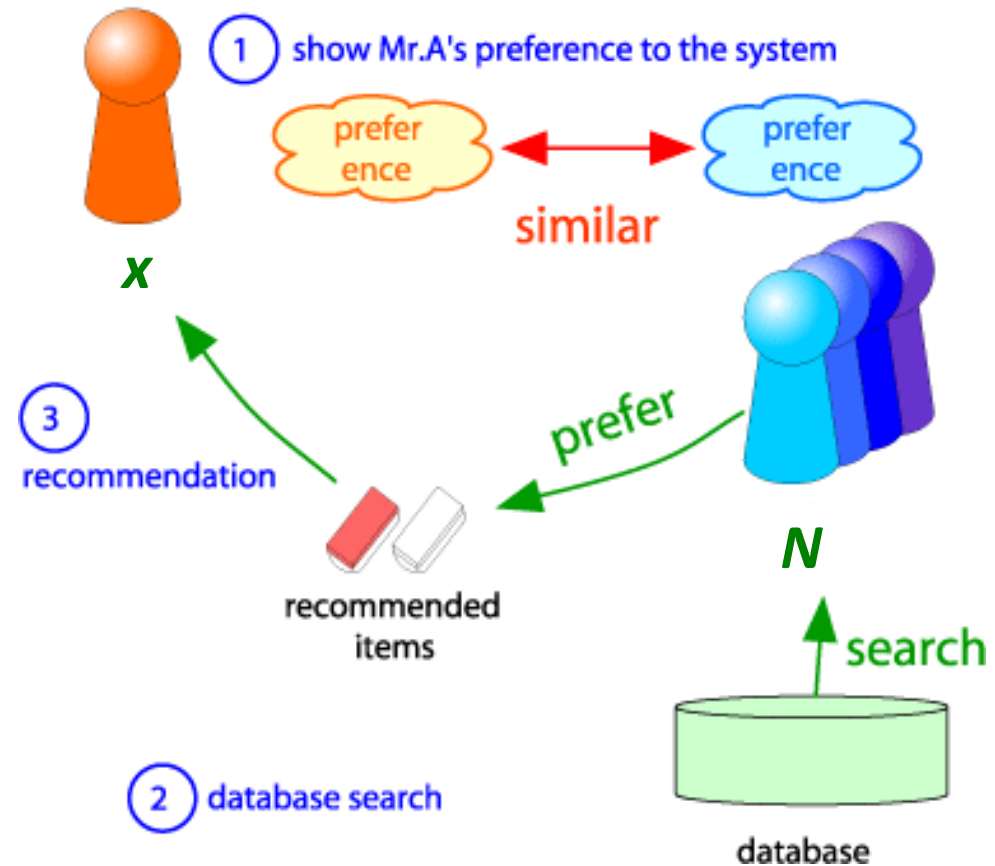 1 show Mr.A's preference to the system
prefer
ence
prefer
ence
similar
x
N
prefer
3
recommendation
recommended
items
search
2 database search
database